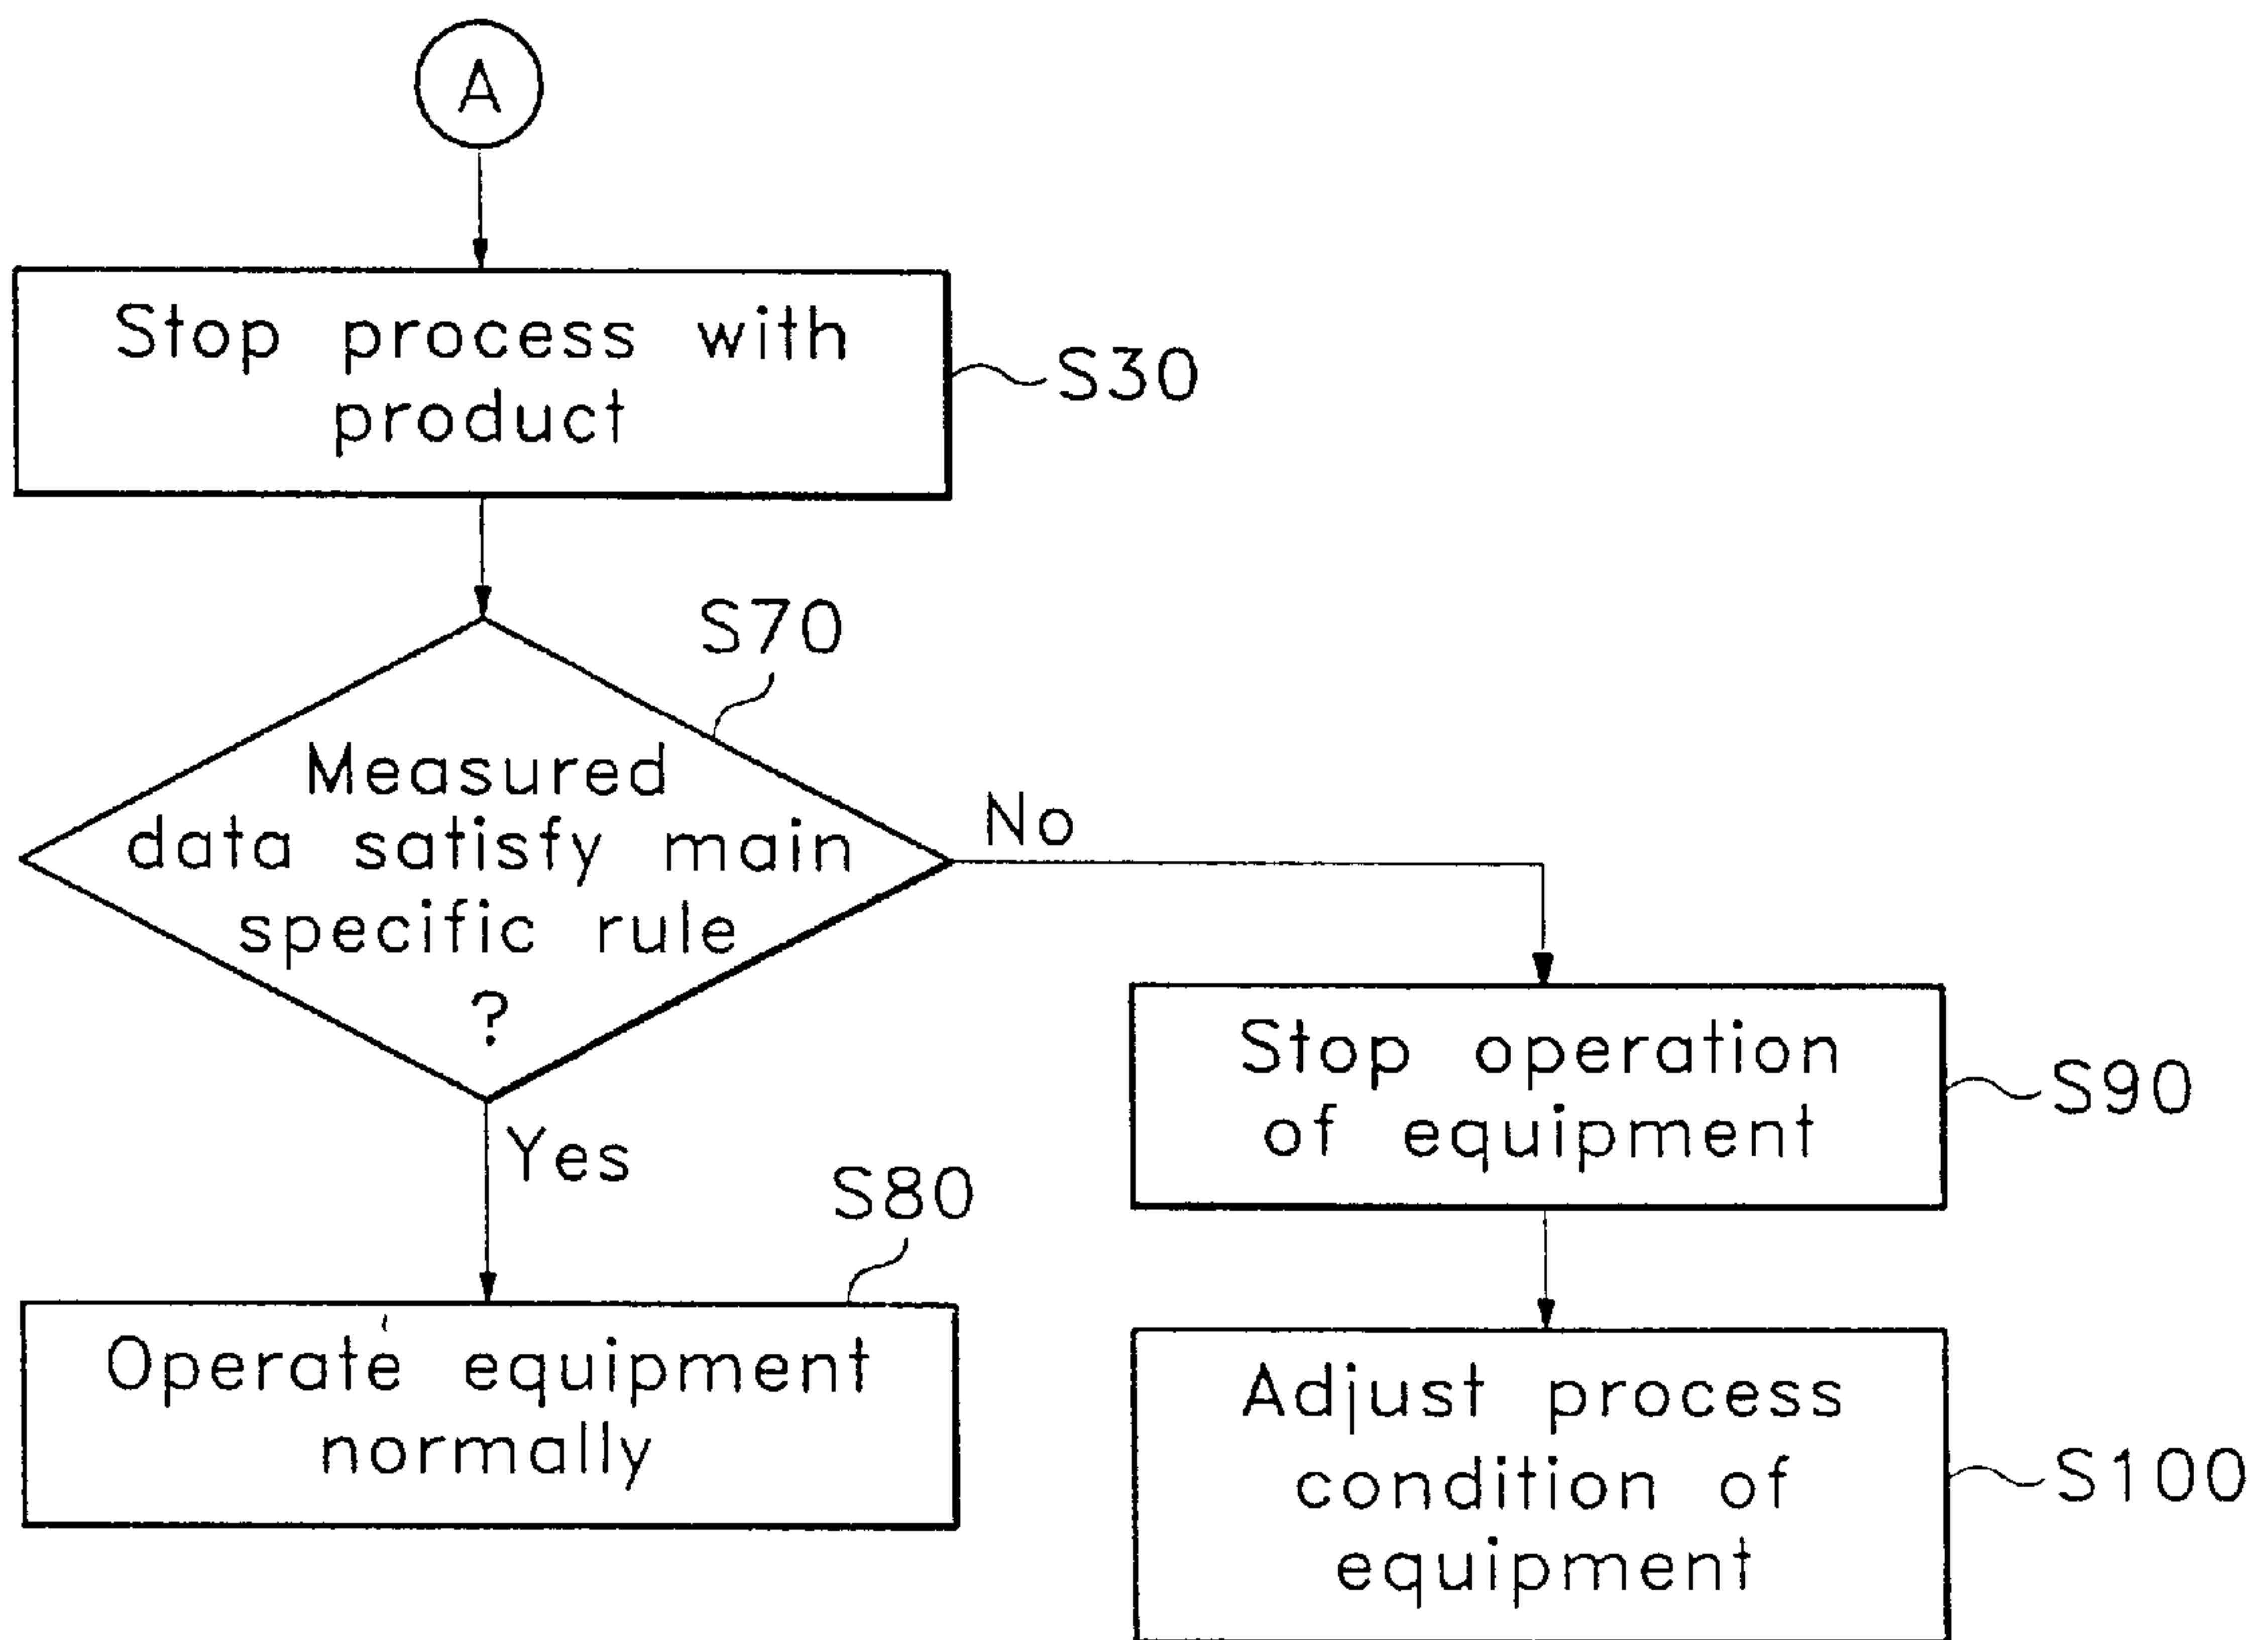 A
Stop process with
product
S30
S70
Measured
data satisfy main
specific rule
?
No
Yes
S80
Operate equipment
normally
Stop operation
of equipment
S90
Adjust process
condition of
equipment
S100